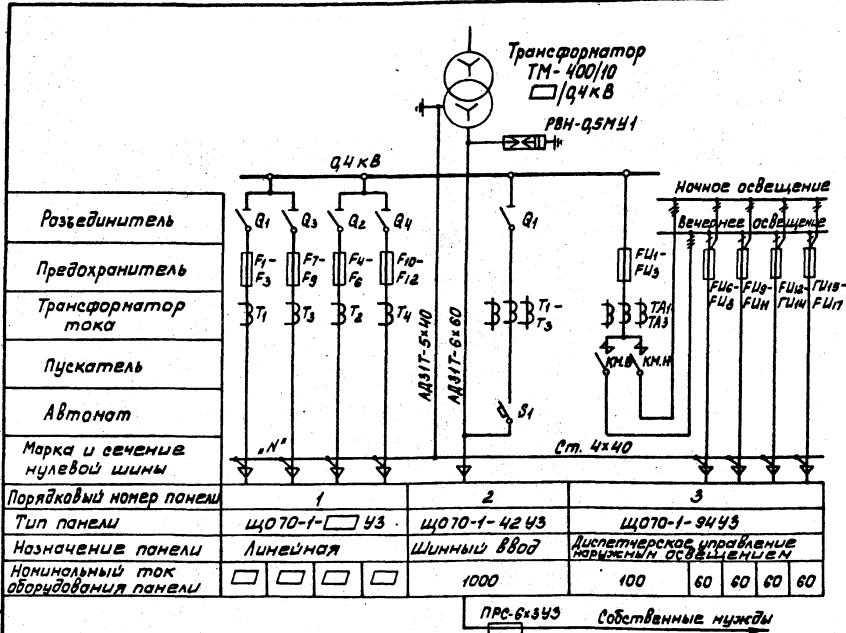 Трансформатор
ТМ-400/10
/0,4кВ
РВН-0,5МУ1
0,4кВ
Ночное освещение
Разъединитель
Q1
Q3
Q2
Q4
Q1
Вечернее освещение
Предохранитель
F1-
F3
F7-
F9
F4-
F6
F10-
F12
FU1-
FU3
FU6-
FU8
FU9-
FU11
FU12-
FU14
FU15-
FU17
Трансформатор
тока
T1
T3
T2
T4
T1-
T3
TA1-
TA3
АД31Т-5х40
АД31Т-6х60
Пускатель
КМ.В
КМ.Н
Автомат
S1
Марка и сечение
нулевой шины
„N"
Ст. 4х40
Порядковый номер панели
1
2
3
Тип панели
ЩО70-1- У3
ЩО70-1-42У3
ЩО70-1-94У3
Назначение панели
Линейная
Шинный ввод
Диспетчерское управление
наружным освещением
Номинальный ток
оборудования панели
1000
100
60
60
60
60
ПРС-6х3У3
Собственные нужды